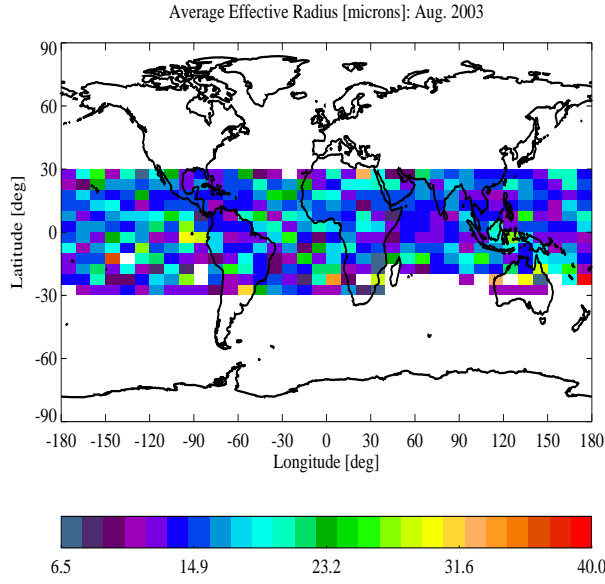 Average Effective Radius [microns]: Aug. 2003
90
60
30
0
-30
-60
-90
Latitude [deg]
-180 -150 -120 -90 -60 -30 0 30 60 90 120 150 180
Longitude [deg]
6.5 14.9 23.2 31.6 40.0